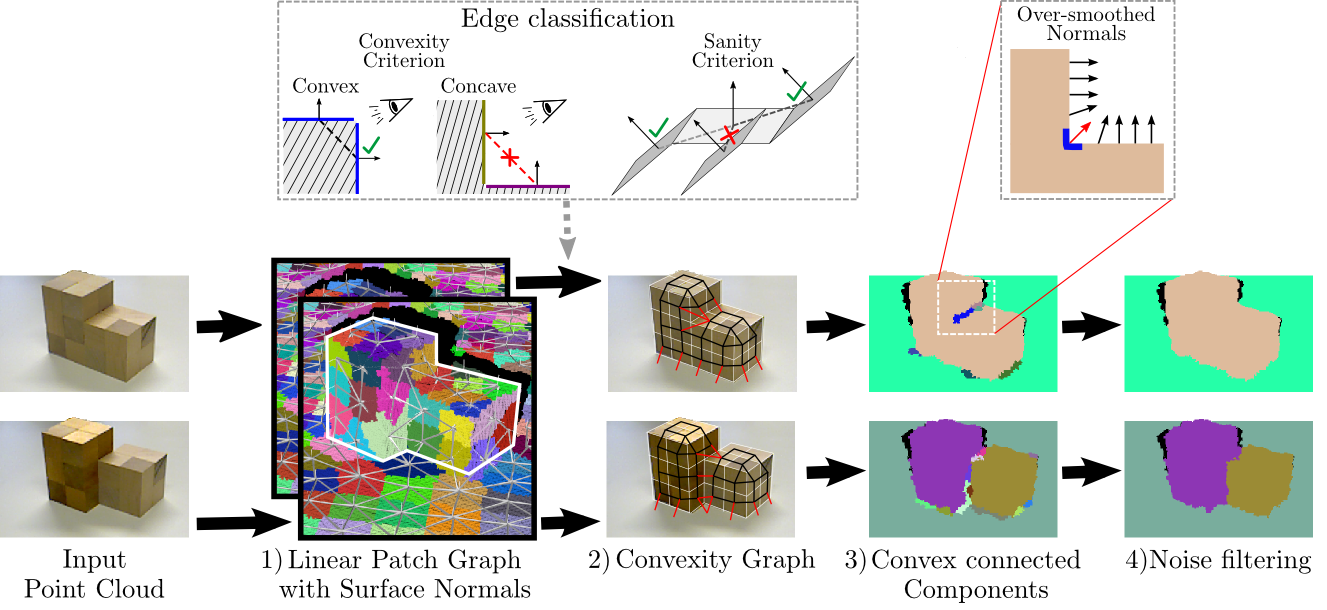 Edge classification
Convexity
Criterion
Convex
Concave
Sanity
Criterion
Over-smoothed
Normals
Input
Point Cloud
1) Linear Patch Graph
with Surface Normals
2) Convexity Graph
3) Convex connected
Components
4) Noise filtering